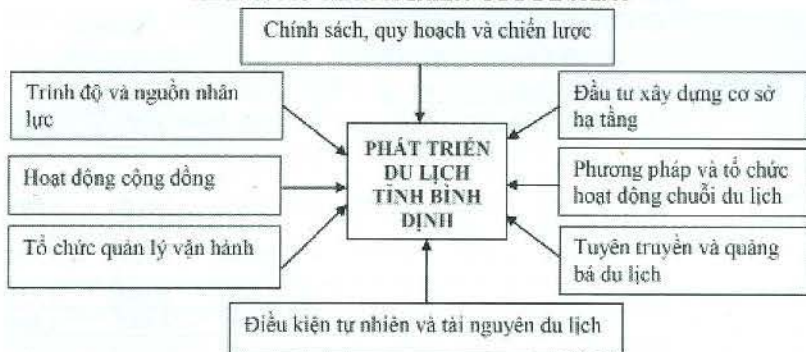 Chính sách, quy hoạch và chiến lược
Trình độ và nguồn nhân
lực
Đầu tư xây dựng cơ sở
hạ tầng
PHÁT TRIỂN
DU LỊCH
TỈNH BÌNH
ĐỊNH
Hoạt động cộng đồng
Phương pháp và tổ chức
hoạt động chuỗi du lịch
Tổ chức quản lý vận hành
Tuyên truyền và quảng
bá du lịch
Điều kiện tự nhiên và tài nguyên du lịch